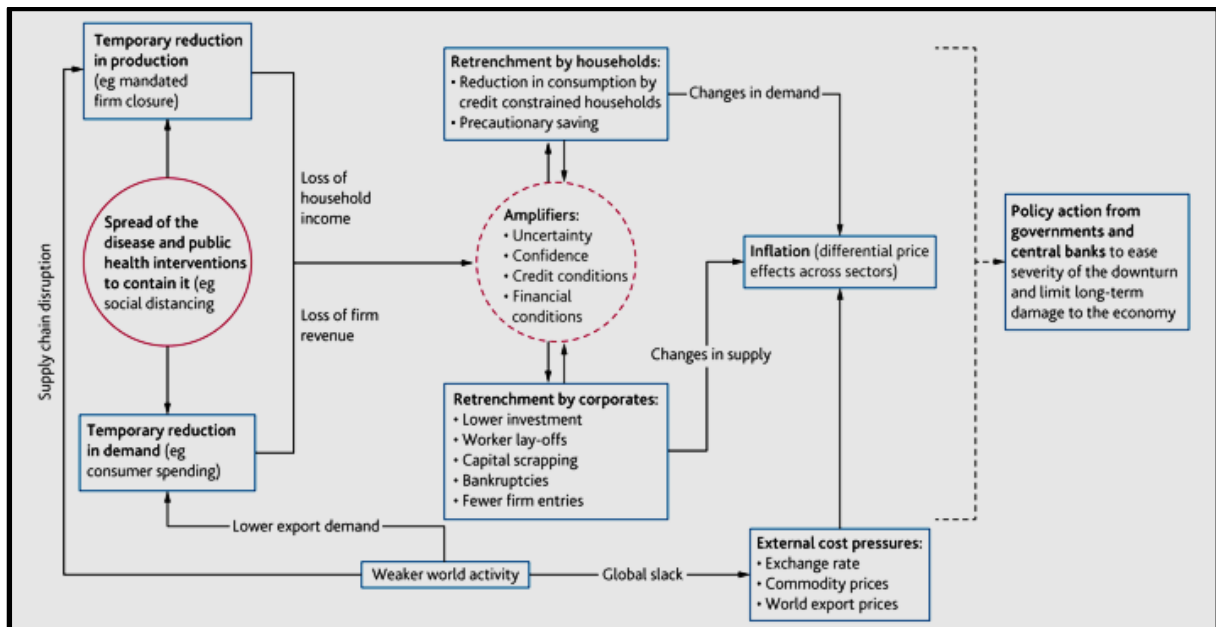 Temporary reduction
in production
(eg mandated
firm closure)
Retrenchment by households:
• Reduction in consumption by
credit constrained households
• Precautionary saving
Changes in demand
Supply chain disruption
Spread of the
disease and public
health interventions
to contain it (eg
social distancing
Loss of
household
income
Loss of firm
revenue
Amplifiers:
• Uncertainty
• Confidence
• Credit conditions
• Financial
conditions
Inflation (differential price
effects across sectors)
Policy action from
governments and
central banks to ease
severity of the downturn
and limit long-term
damage to the economy
Changes in supply
Temporary reduction
in demand (eg
consumer spending)
Retrenchment by corporates:
• Lower investment
• Worker lay-offs
• Capital scrapping
• Bankruptcies
• Fewer firm entries
Lower export demand
Weaker world activity
Global slack
External cost pressures:
• Exchange rate
• Commodity prices
• World export prices